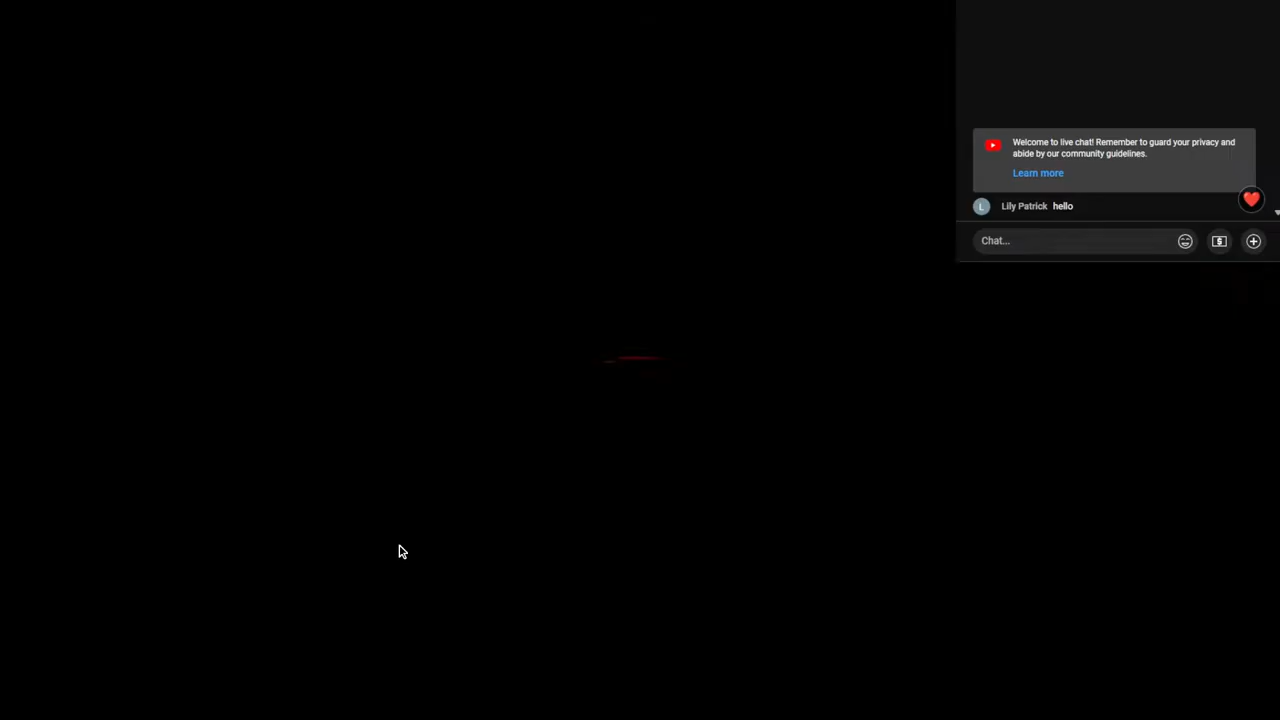 Welcome to live chat! Remember to guard your privacy and
abide by our community guidelines.
Learn more
L Lily Patrick hello
Chat...